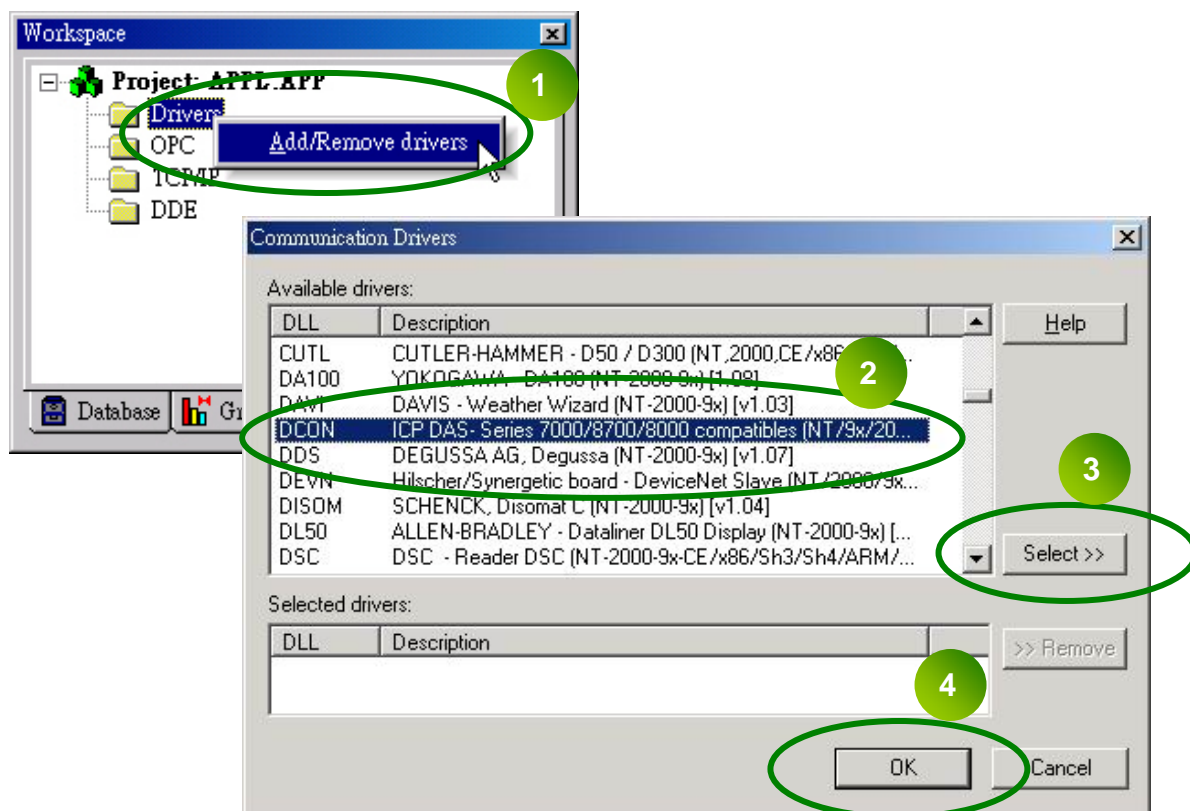 Workspace
Project: APPL.APP
1
Drivers
Add/Remove drivers
OPC
TCP/IP
DDE
Database
Communication Drivers
Available drivers:
DLL Description
Help
CUTL CUTLER-HAMMER - D50 / D300 (NT,2000,CE/x86
2
DA100 YOKOGAWA - DA100 (NT-2000-9x) [1.08]
DAVI DAVIS - Weather Wizard (NT-2000-9x) [v1.03]
DCON ICP DAS- Series 7000/8700/8000 compatibles (NT/9x/20...
DDS DEGUSSA AG, Degussa (NT-2000-9x) [v1.07]
DEVN Hilscher/Synergetic board - DeviceNet Slave (NT/2000/9x...
3
DISOM SCHENCK, Disomat C (NT-2000-9x) [v1.04]
DL50 ALLEN-BRADLEY - Dataliner DL50 Display (NT-2000-9x) [...
DSC DSC - Reader DSC (NT-2000-9x-CE/x86/Sh3/Sh4/ARM/...
Select >>
Selected drivers:
DLL Description
>> Remove
4
OK
Cancel